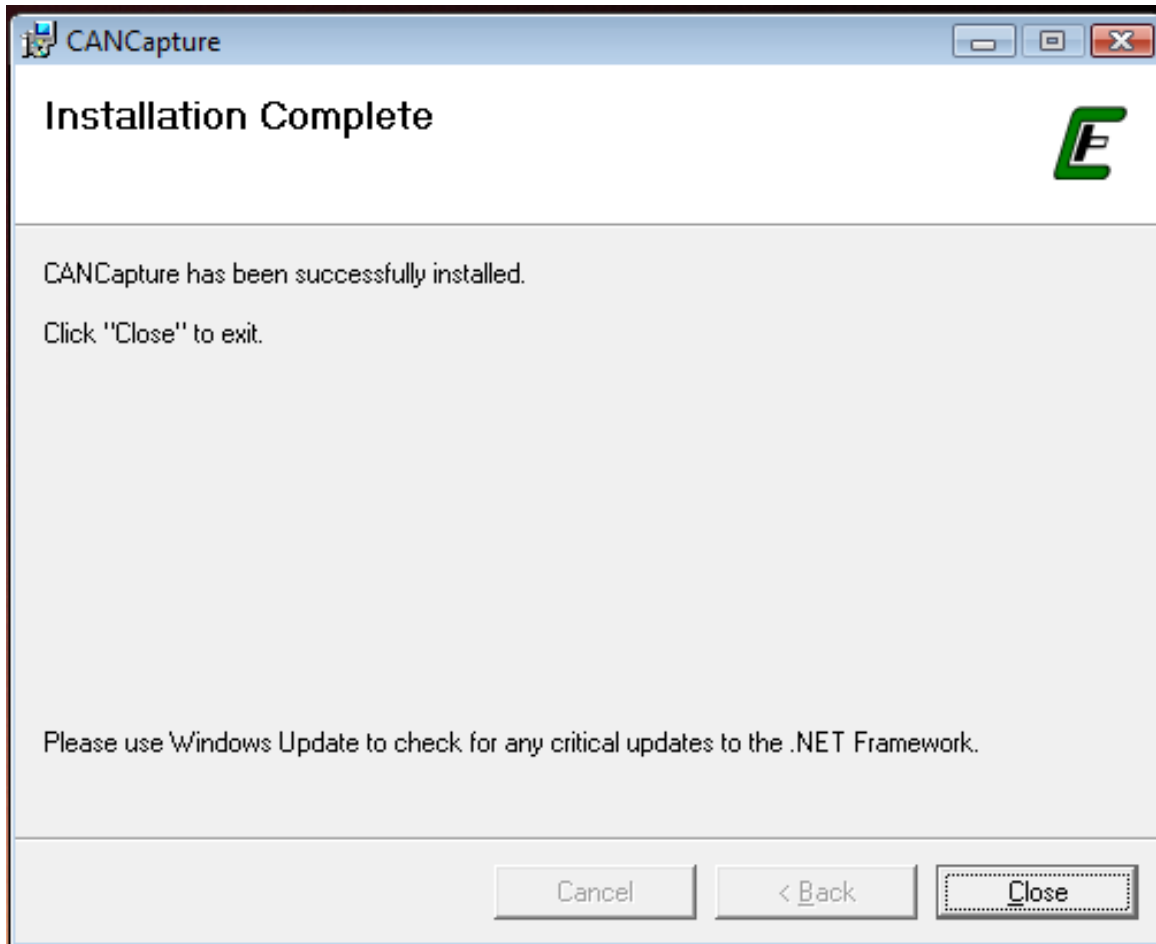 CANCapture
Installation Complete
CANCapture has been successfully installed.
Click "Close" to exit.
Please use Windows Update to check for any critical updates to the .NET Framework.
Cancel
< Back
Close